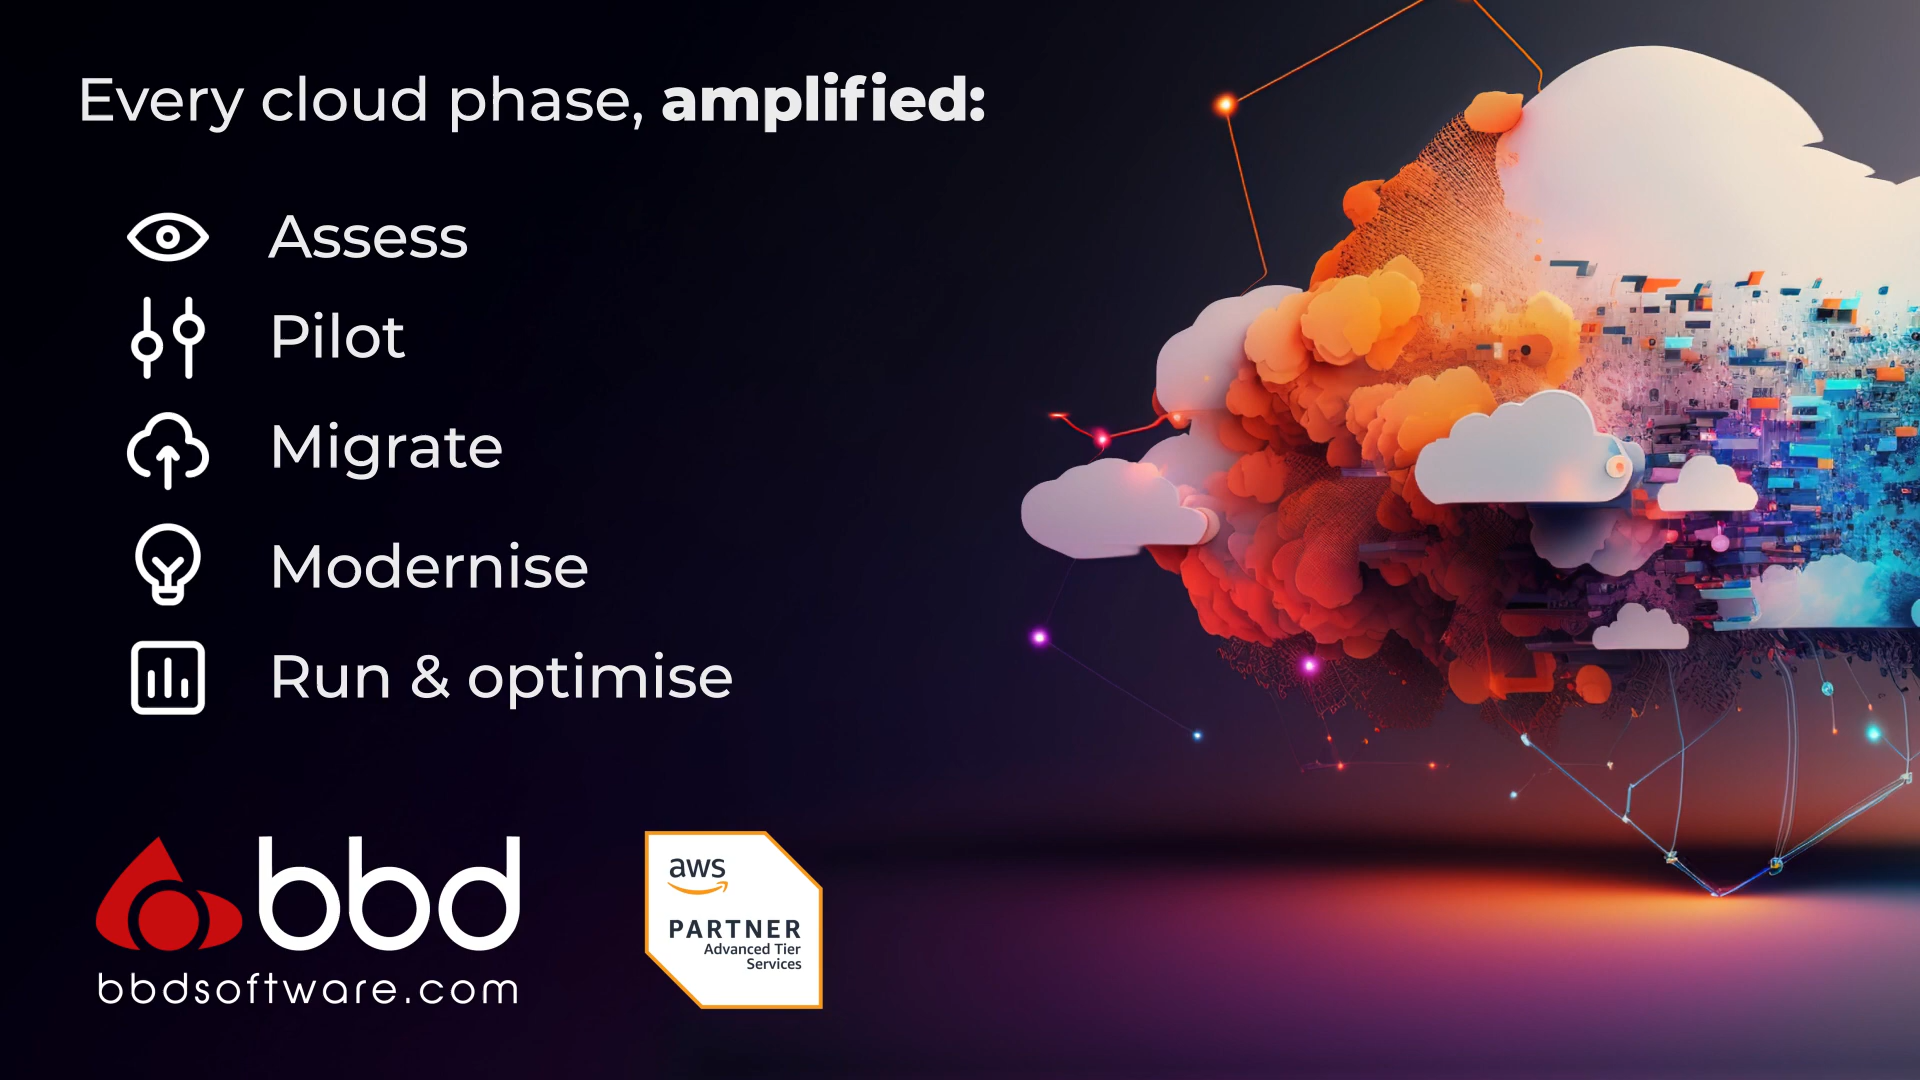 Every cloud phase, amplified:
Assess
Pilot
Migrate
Modernise
Run & optimise
bbd
bbdsoftware.com
aws
PARTNER
Advanced Tier
Services